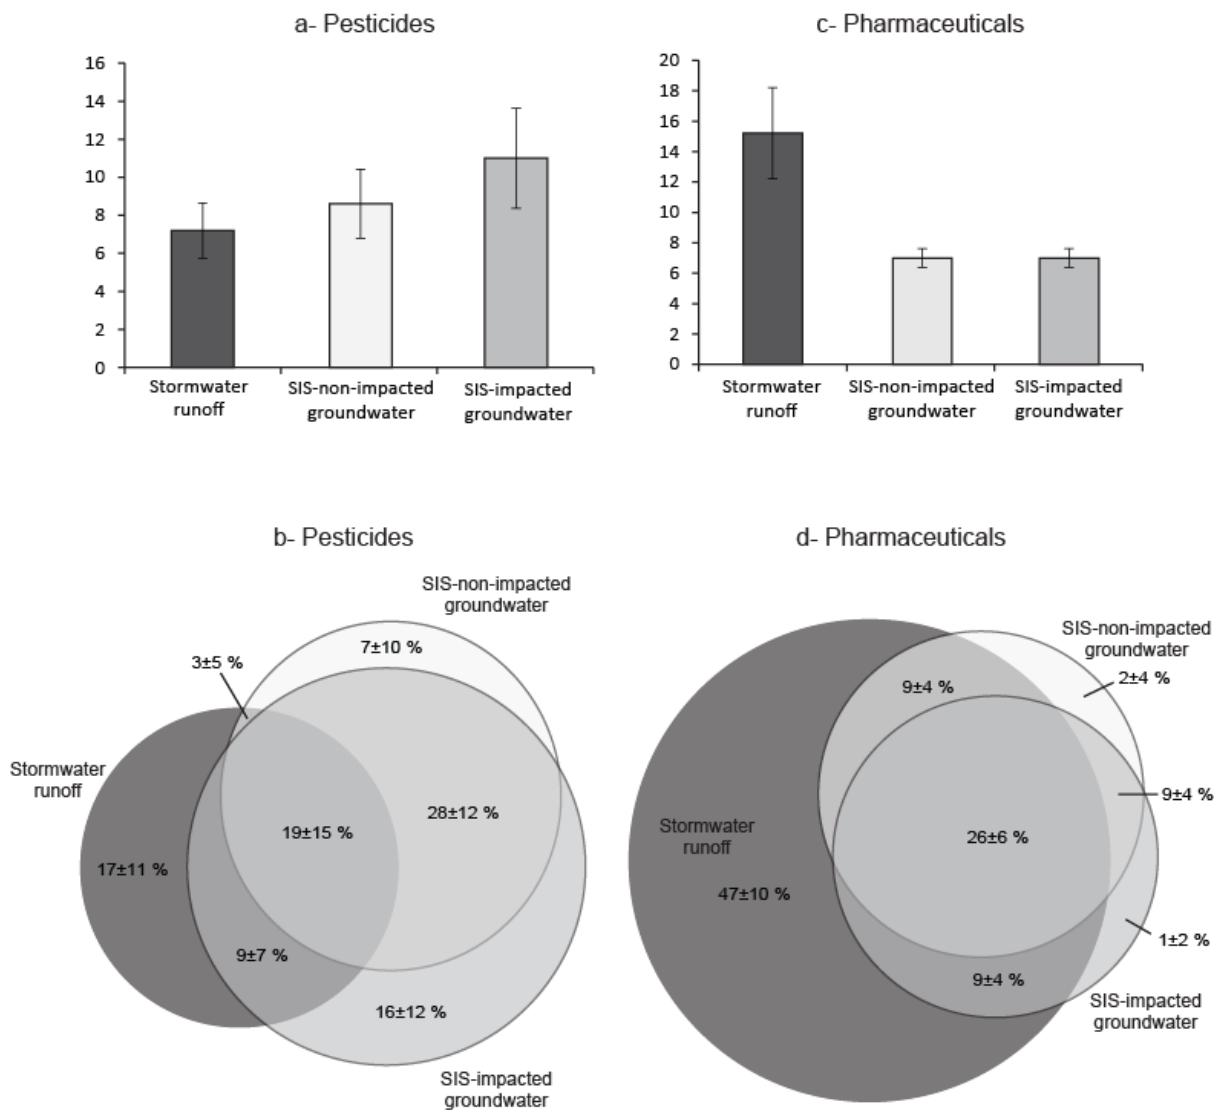 a- Pesticides
16
14
12
10
8
6
4
2
0
Stormwater
runoff
SIS-non-impacted
groundwater
SIS-impacted
groundwater
c- Pharmaceuticals
20
18
16
14
12
10
8
6
4
2
0
Stormwater
runoff
SIS-non-impacted
groundwater
SIS-impacted
groundwater
b- Pesticides
SIS-non-impacted
groundwater
7±10 %
3±5 %
Stormwater
runoff
28±12 %
19±15 %
17±11 %
9±7 %
16±12 %
SIS-impacted
groundwater
d- Pharmaceuticals
SIS-non-impacted
groundwater
2±4 %
9±4 %
9±4 %
Stormwater
runoff
26±6 %
47±10 %
1±2 %
9±4 %
SIS-impacted
groundwater